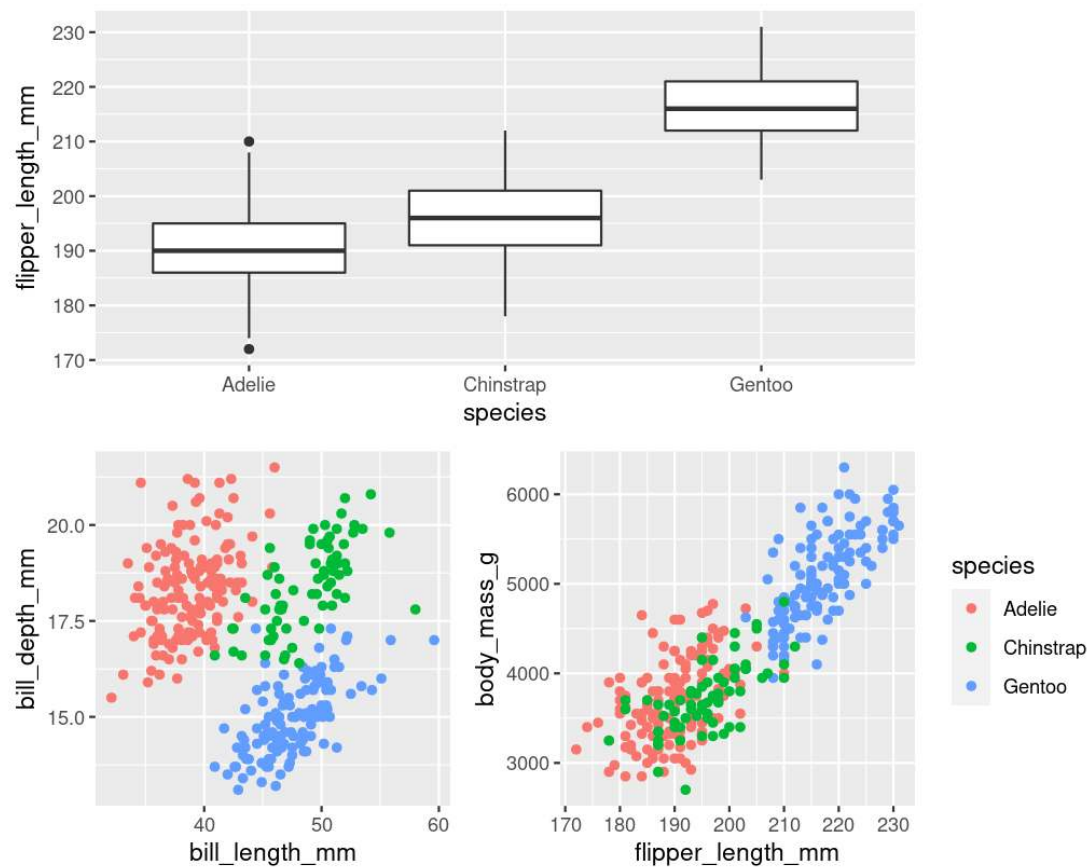 230
220
210
200
190
180
170
flipper_length_mm
Adelie Chinstrap Gentoo
species
20.0
17.5
15.0
bill_depth_mm
40 50 60
bill_length_mm
6000
5000
4000
3000
body_mass_g
170 180 190 200 210 220 230
flipper_length_mm
species
Adelie
Chinstrap
Gentoo